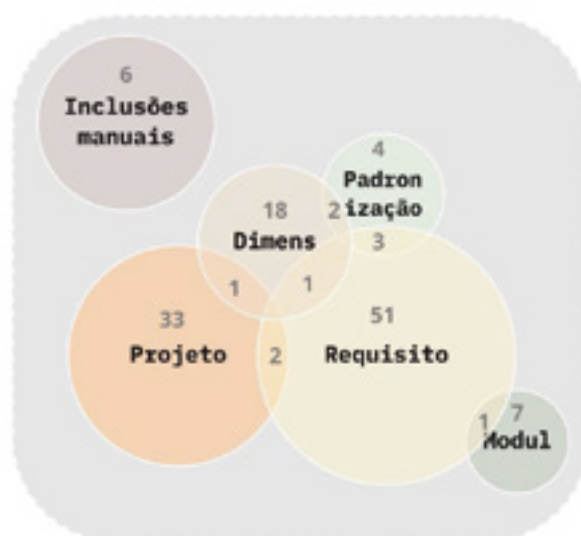 6
Inclusões
manuais
4
Padron
ização
18
2
Dimens
3
1
1
33
51
Projeto
2
Requisito
7
1
Modul